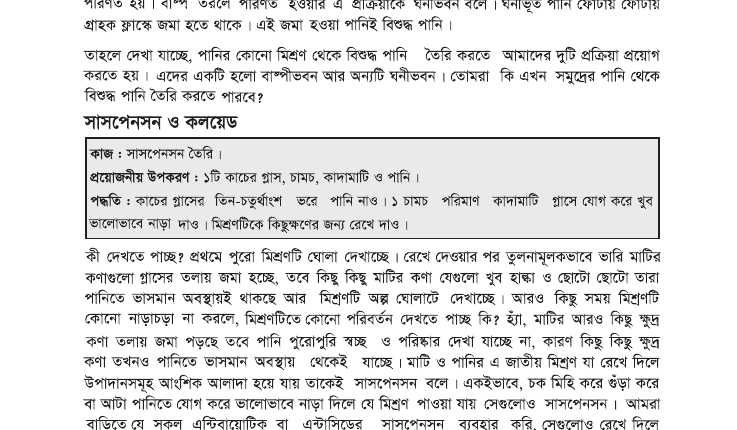 পরিণত হয়। বাষ্প তরলে পরিণত হওয়ার এ প্রক্রিয়াকে ঘনীভবন বলে। ঘনীভূত পানি ফোঁটায় ফোঁটায়
গ্রাহক ফ্লাস্কে জমা হতে থাকে। এই জমা হওয়া পানিই বিশুদ্ধ পানি।
তাহলে দেখা যাচ্ছে, পানির কোনো মিশ্রণ থেকে বিশুদ্ধ পানি তৈরি করতে আমাদের দুটি প্রক্রিয়া প্রয়োগ
করতে হয়। এদের একটি হলো বাষ্পীভবন আর অন্যটি ঘনীভবন। তোমরা কি এখন সমুদ্রের পানি থেকে
বিশুদ্ধ পানি তৈরি করতে পারবে?
সাসপেনসন ও কলয়েড
কাজ : সাসপেনসন তৈরি।
প্রয়োজনীয় উপকরণ : ১টি কাচের গ্লাস, চামচ, কাদামাটি ও পানি।
পদ্ধতি : কাচের গ্লাসের তিন-চতুর্থাংশ ভরে পানি নাও। ১ চামচ পরিমাণ কাদামাটি গ্লাসে যোগ করে খুব
ভালোভাবে নাড়া দাও। মিশ্রণটিকে কিছুক্ষণের জন্য রেখে দাও।
কী দেখতে পাচ্ছ? প্রথমে পুরো মিশ্রণটি ঘোলা দেখাচ্ছে। রেখে দেওয়ার পর তুলনামূলকভাবে ভারি মাটির
কণাগুলো গ্লাসের তলায় জমা হচ্ছে, তবে কিছু কিছু মাটির কণা যেগুলো খুব হাল্কা ও ছোটো ছোটো তারা
পানিতে ভাসমান অবস্থায়ই থাকছে আর মিশ্রণটি অল্প ঘোলাটে দেখাচ্ছে। আরও কিছু সময় মিশ্রণটি
কোনো নাড়াচড়া না করলে, মিশ্রণটিতে কোনো পরিবর্তন দেখতে পাচ্ছ কি? হ্যাঁ, মাটির আরও কিছু ক্ষুদ্র
কণা তলায় জমা পড়ছে তবে পানি পুরোপুরি স্বচ্ছ ও পরিষ্কার দেখা যাচ্ছে না, কারণ কিছু কিছু ক্ষুদ্র
কণা তখনও পানিতে ভাসমান অবস্থায় থেকেই যাচ্ছে। মাটি ও পানির এ জাতীয় মিশ্রণ যা রেখে দিলে
উপাদানসমূহ আংশিক আলাদা হয়ে যায় তাকেই সাসপেনসন বলে। একইভাবে, চক মিহি করে গুঁড়া করে
বা আটা পানিতে যোগ করে ভালোভাবে নাড়া দিলে যে মিশ্রণ পাওয়া যায় সেগুলোও সাসপেনসন। আমরা
বাড়িতে যে সকল এন্টিবায়োটিক বা এন্টাসিডের সাসপেনসন ব্যবহার করি, সেগুলোও রেখে দিলে